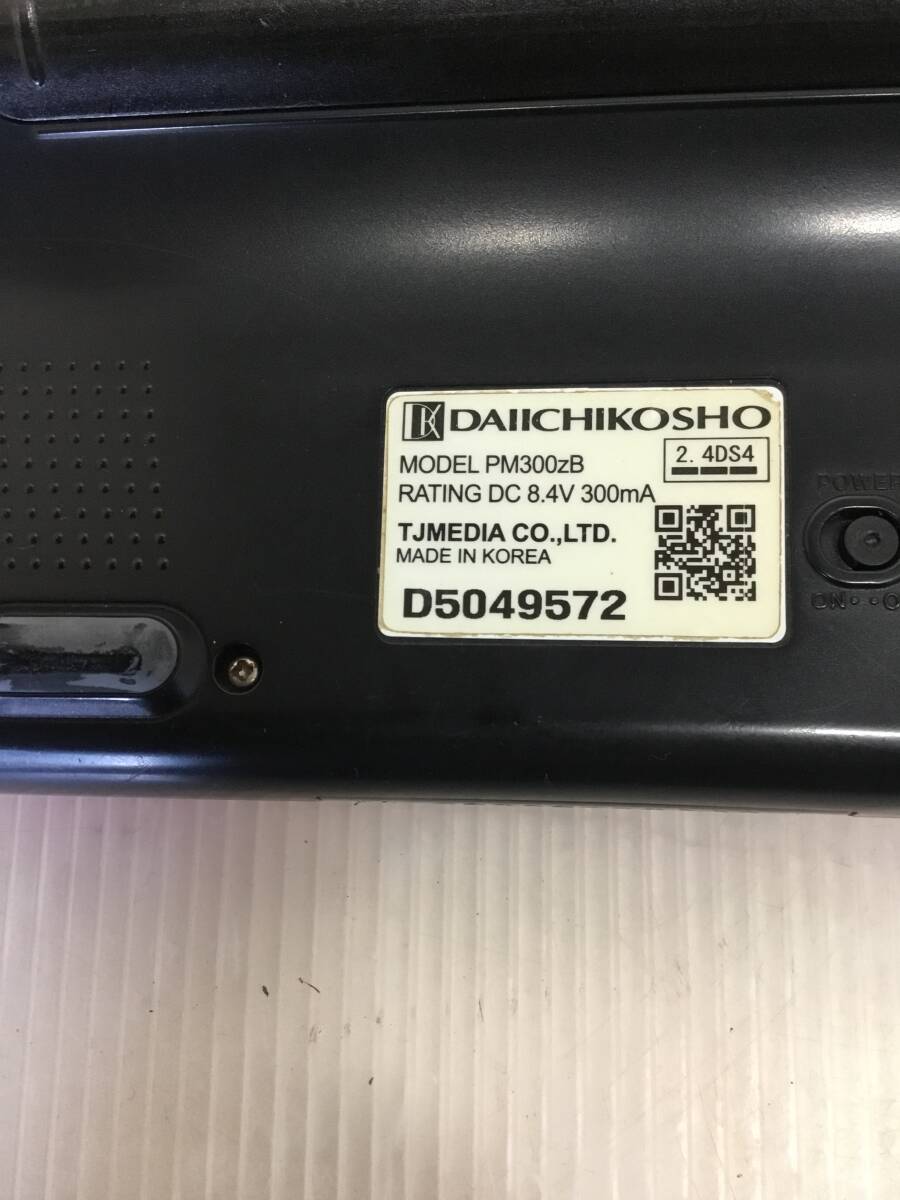 DAIICHIKOSHO
MODEL PM300zB
2.4DS4
RATING DC 8.4V 300mA
TJMEDIA CO.,LTD.
MADE IN KOREA
D5049572
POWER
ON